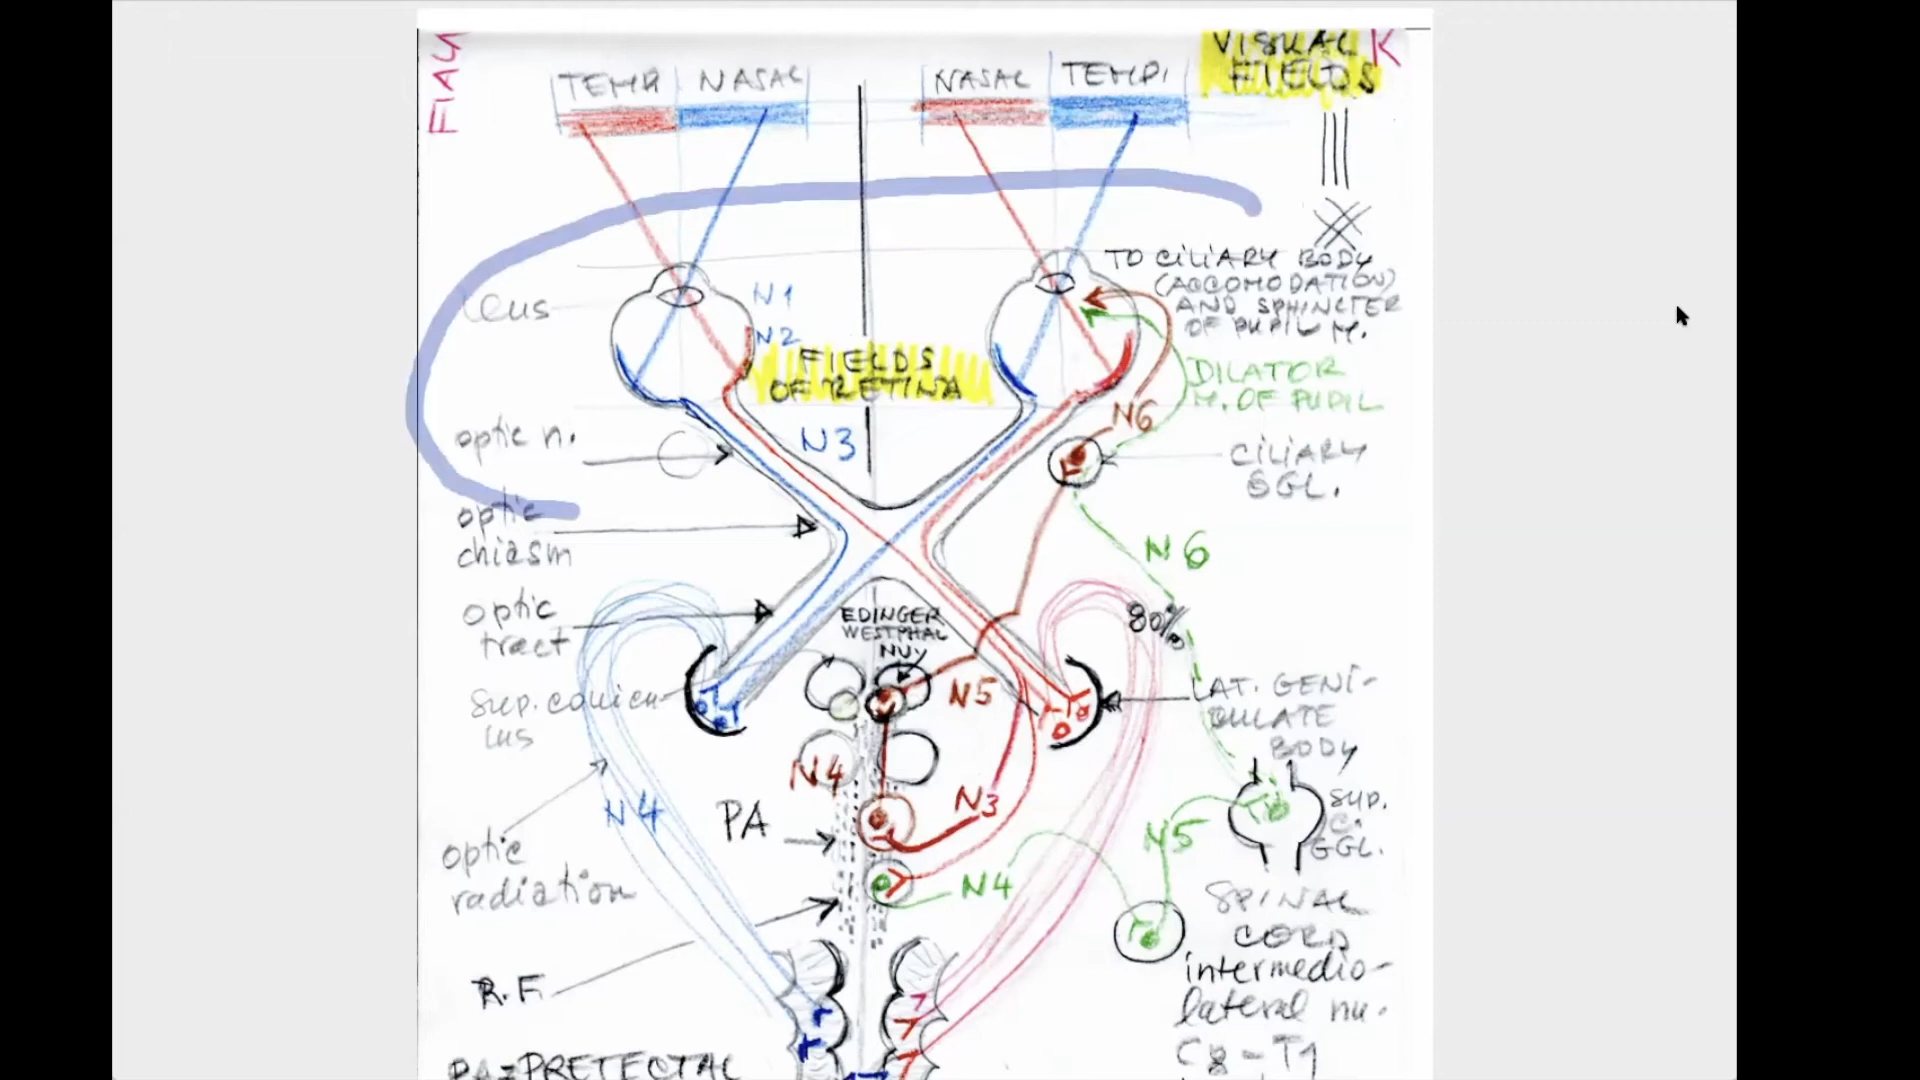 VISUAL K
FIELDS
TEMP. NASAL
NASAL TEMP.
TO CILIARY BODY
(ACCOMODATION)
AND SPHINCTER
OF PUPIL M.
N1
N2
FIELDS
OF RETINA
DILATOR
M. OF PUPIL
N6
N3
optic n.
CILIARY
GGL.
optic
chiasm
N6
optic
tract
EDINGER
WESTPHAL
NU
80%
N5
LAT. GENI-
CULATE
BODY
Sup. collicu-
lus
N4
N3
N4
PA
SUP.
C.
GGL.
N5
optic
radiation
N4
SPINAL
CORD
intermedio-
lateral nu.
C8-T1
R.F.
PA=PRETECTAL